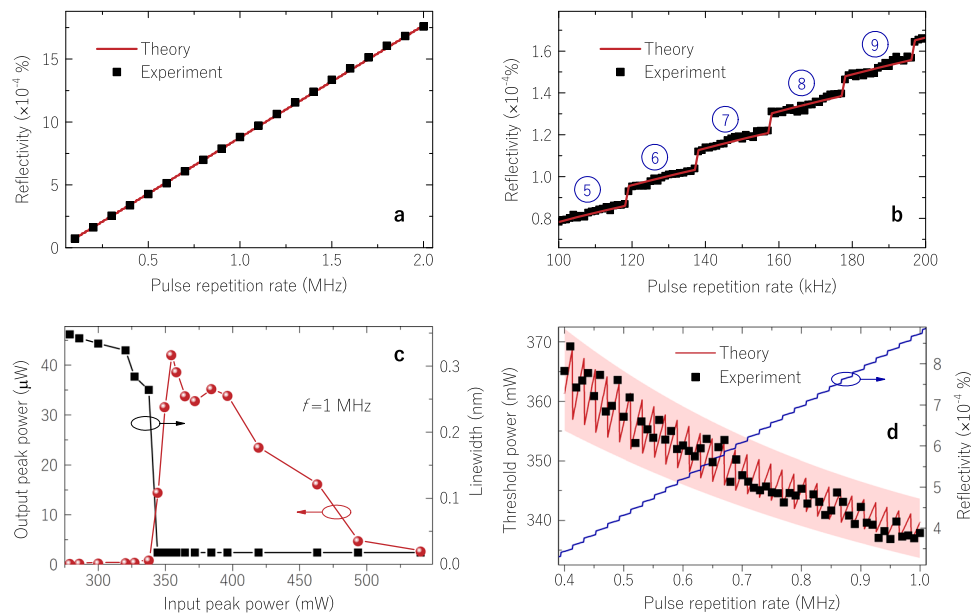 Reflectivity (×10⁻⁴ %)
15
10
5
0
Theory
Experiment
a
0.5
1.0
1.5
2.0
Pulse repetition rate (MHz)
Reflectivity (×10⁻⁴%)
1.6
1.4
1.2
1.0
0.8
Theory
Experiment
5
6
7
8
9
b
100
120
140
160
180
200
Pulse repetition rate (kHz)
Output peak power (μW)
40
30
20
10
0
c
f=1 MHz
0.3
0.2
0.1
0.0
Linewidth (nm)
300
350
400
450
500
Input peak power (mW)
Threshold power (mW)
370
360
350
340
Theory
Experiment
d
8
7
6
5
4
Reflectivity (×10⁻⁴ %)
0.4
0.5
0.6
0.7
0.8
0.9
1.0
Pulse repetition rate (MHz)